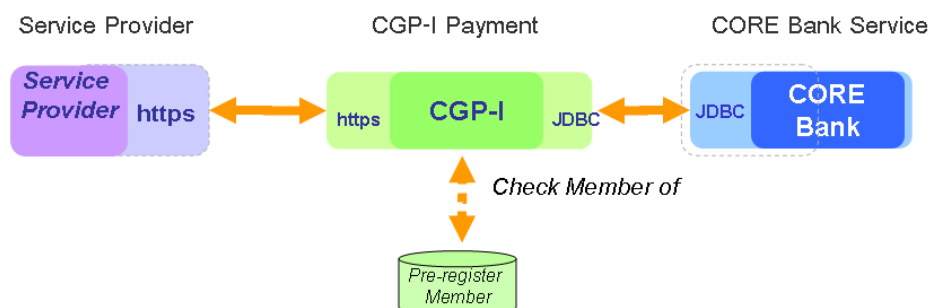 Service Provider
CGP-I Payment
CORE Bank Service
Service
Provider
https
https
CGP-I
JDBC
JDBC
CORE
Bank
Check Member of
Pre-register
Member